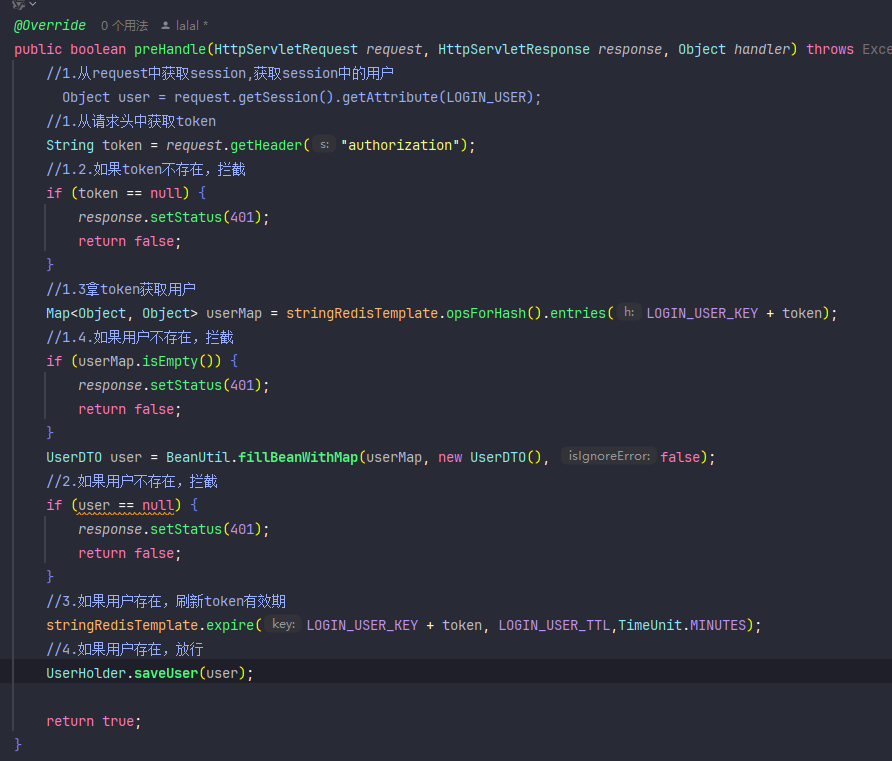 @Override 0 个用法 lalal *
public boolean preHandle(HttpServletRequest request, HttpServletResponse response, Object handler) throws Exce
//1.从request中获取session,获取session中的用户
Object user = request.getSession().getAttribute(LOGIN_USER);
//1.从请求头中获取token
String token = request.getHeader( s: "authorization");
//1.2.如果token不存在，拦截
if (token == null) {
response.setStatus(401);
return false;
}
//1.3拿token获取用户
Map<Object, Object> userMap = stringRedisTemplate.opsForHash().entries( h: LOGIN_USER_KEY + token);
//1.4.如果用户不存在，拦截
if (userMap.isEmpty()) {
response.setStatus(401);
return false;
}
UserDTO user = BeanUtil.fillBeanWithMap(userMap, new UserDTO(), isIgnoreError: false);
//2.如果用户不存在，拦截
if (user == null) {
response.setStatus(401);
return false;
}
//3.如果用户存在，刷新token有效期
stringRedisTemplate.expire( key: LOGIN_USER_KEY + token, LOGIN_USER_TTL,TimeUnit.MINUTES);
//4.如果用户存在，放行
UserHolder.saveUser(user);
return true;
}